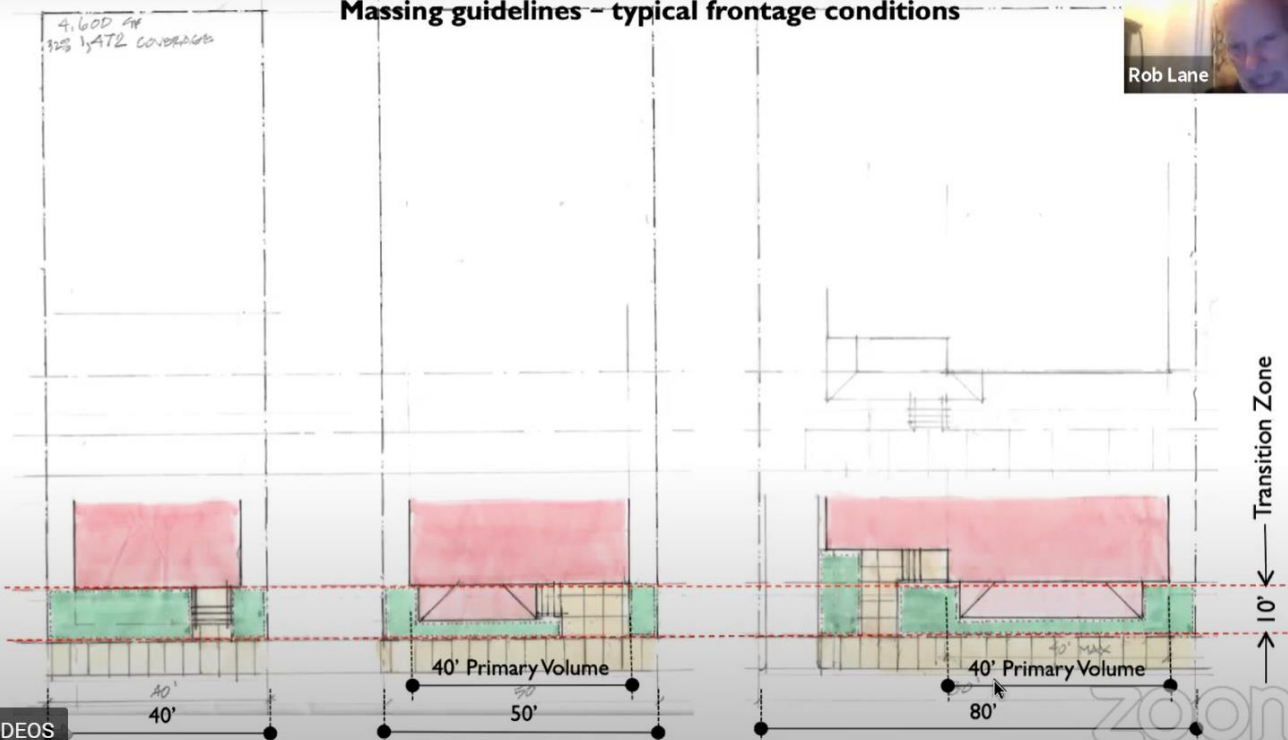 Massing guidelines – typical frontage conditions
4,600 SF
32% 1,472 COVERAGE
Rob Lane
Transition Zone
10'
40' MAX
40' Primary Volume
40' Primary Volume
40'
50'
40'
50'
80'
DEOS
zoom